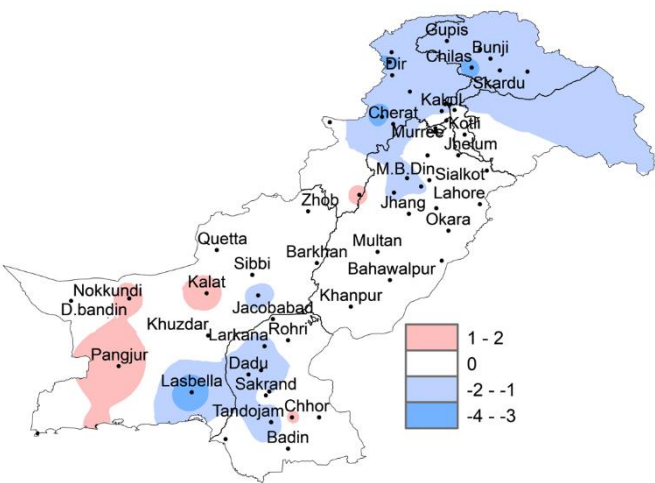 Gupis
Bunji
Chilas
Dir
Skardu
Kakul
Cherat
Kotli
Murree
Jhelum
M.B.Din
Sialkot
Zhob
Jhang
Lahore
Okara
Quetta
Multan
Barkhan
Sibbi
Bahawalpur
Nokkundi
Kalat
Khanpur
D.bandin
Jacobabad
Khuzdar
Larkana
Rohri
1 - 2
Pangjur
0
Dadu
Lasbella
Sakrand
-2 - -1
Tandojam
Chhor
-4 - -3
Badin